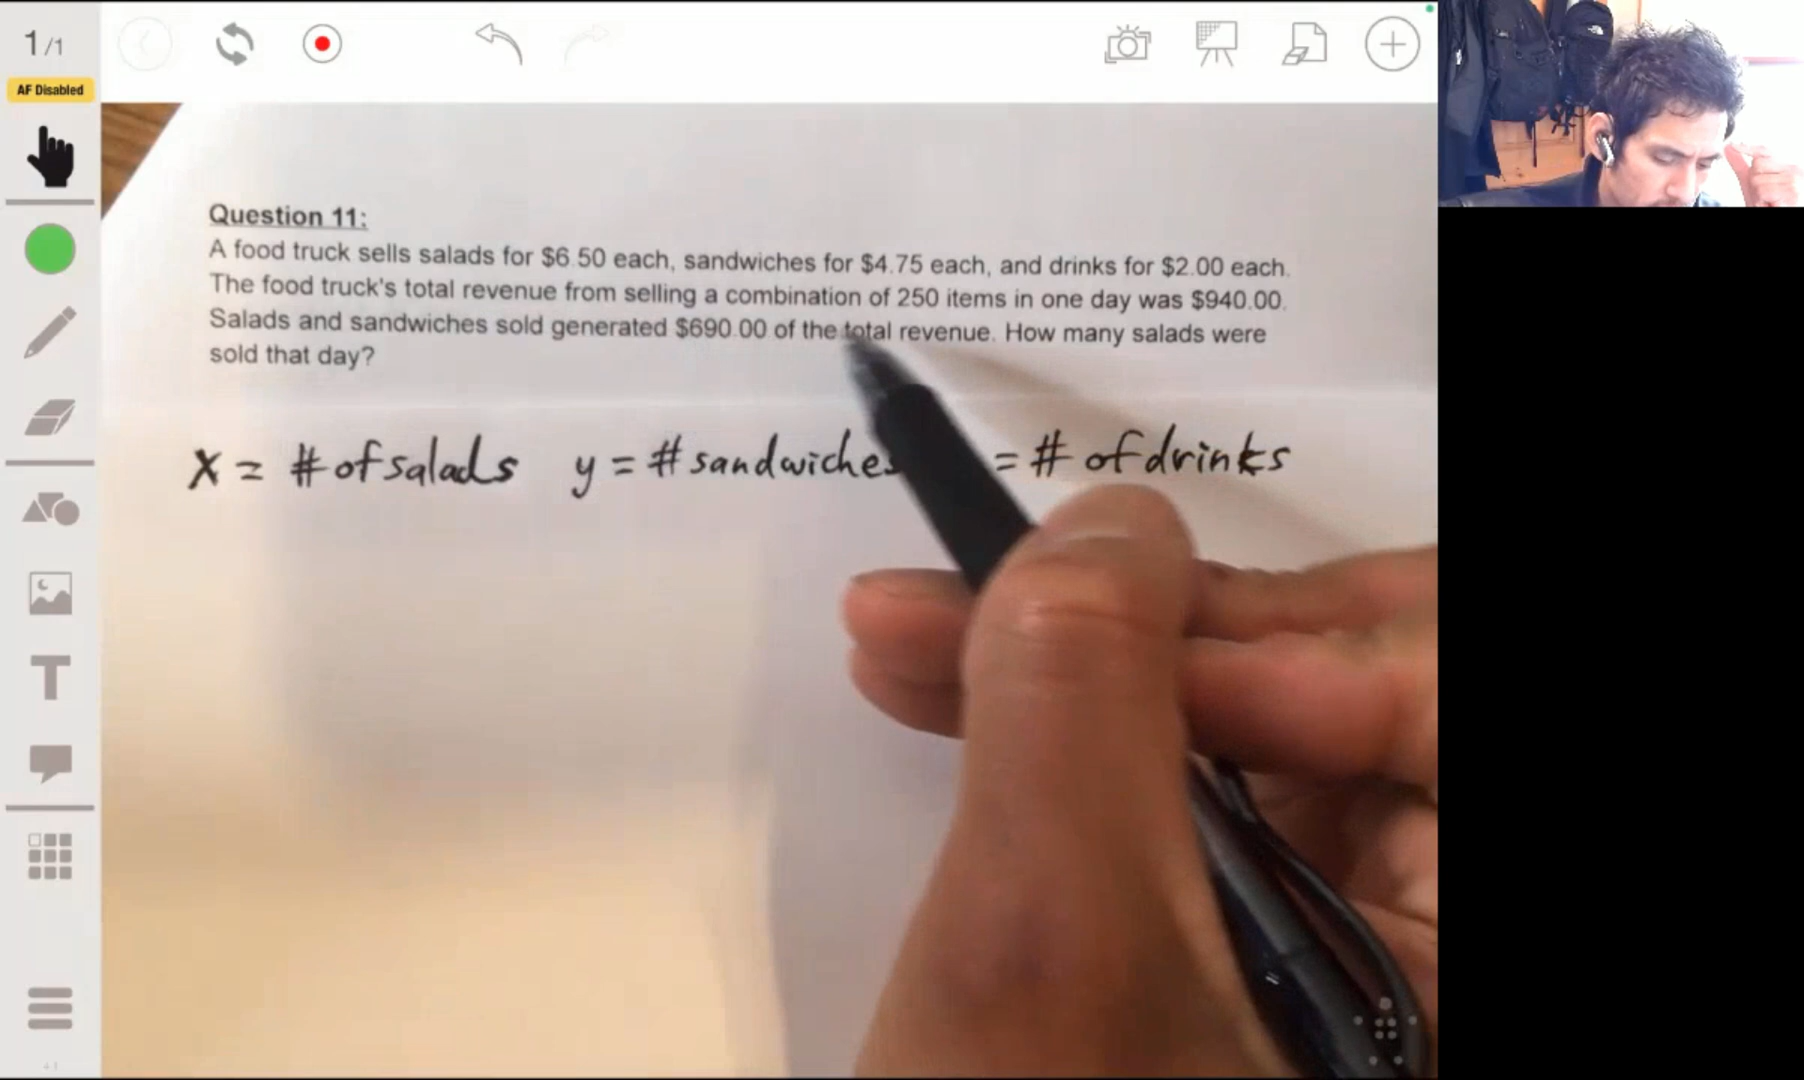 1/1
AF Disabled
Question 11:
A food truck sells salads for $6.50 each, sandwiches for $4.75 each, and drinks for $2.00 each.
The food truck's total revenue from selling a combination of 250 items in one day was $940.00.
Salads and sandwiches sold generated $690.00 of the total revenue. How many salads were
sold that day?
x = # of salads y = # sandwiches = # of drinks
T